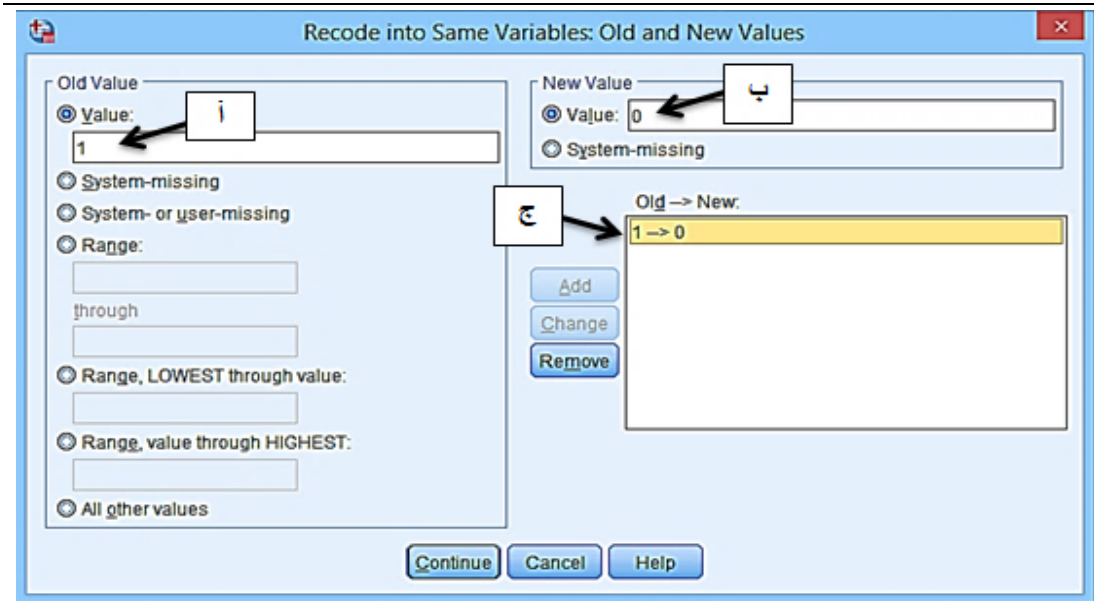 Recode into Same Variables: Old and New Values
Old Value
Value:
أ
1
System-missing
System- or user-missing
Range:
through
Range, LOWEST through value:
Range, value through HIGHEST:
All other values
New Value
ب
Value: 0
System-missing
ج
Old --> New:
1 --> 0
Add
Change
Remove
Continue Cancel Help